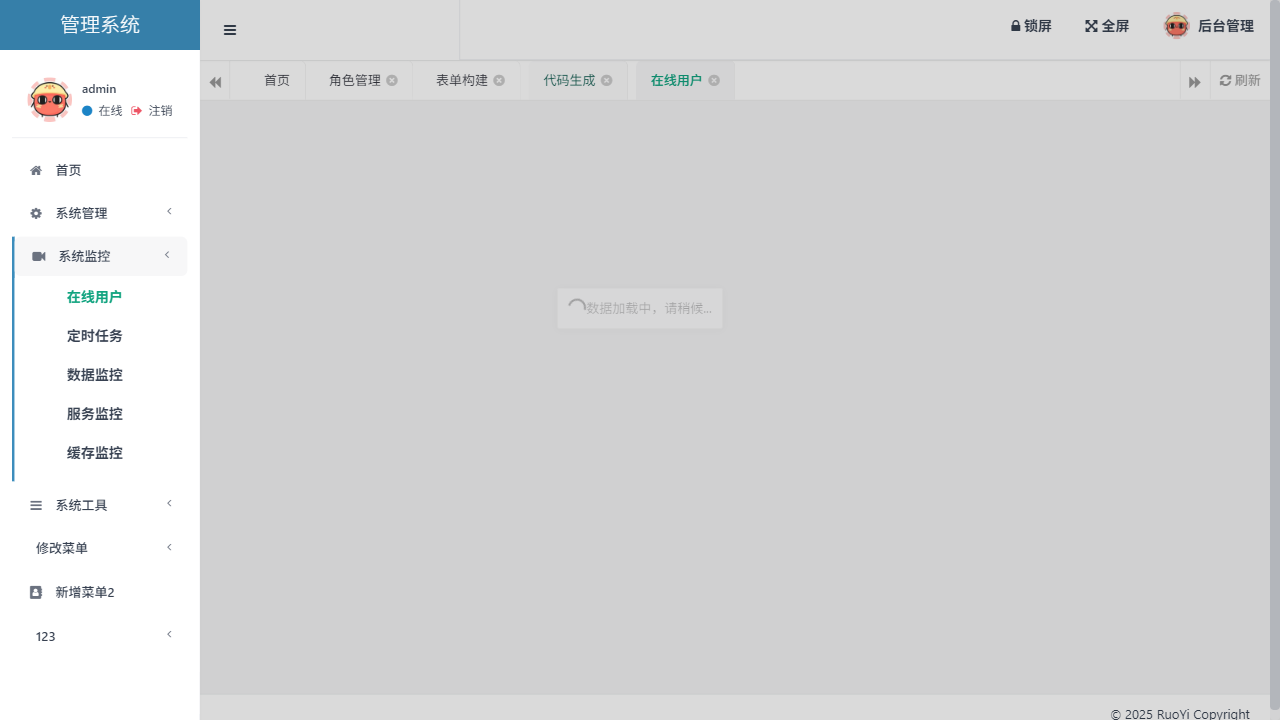 管理系统
锁屏
全屏
后台管理
admin
在线
注销
首页
角色管理
表单构建
代码生成
在线用户
刷新
首页
系统管理
系统监控
在线用户
定时任务
数据监控
服务监控
缓存监控
系统工具
修改菜单
新增菜单2
123
数据加载中，请稍候...
© 2025 RuoYi Copyright